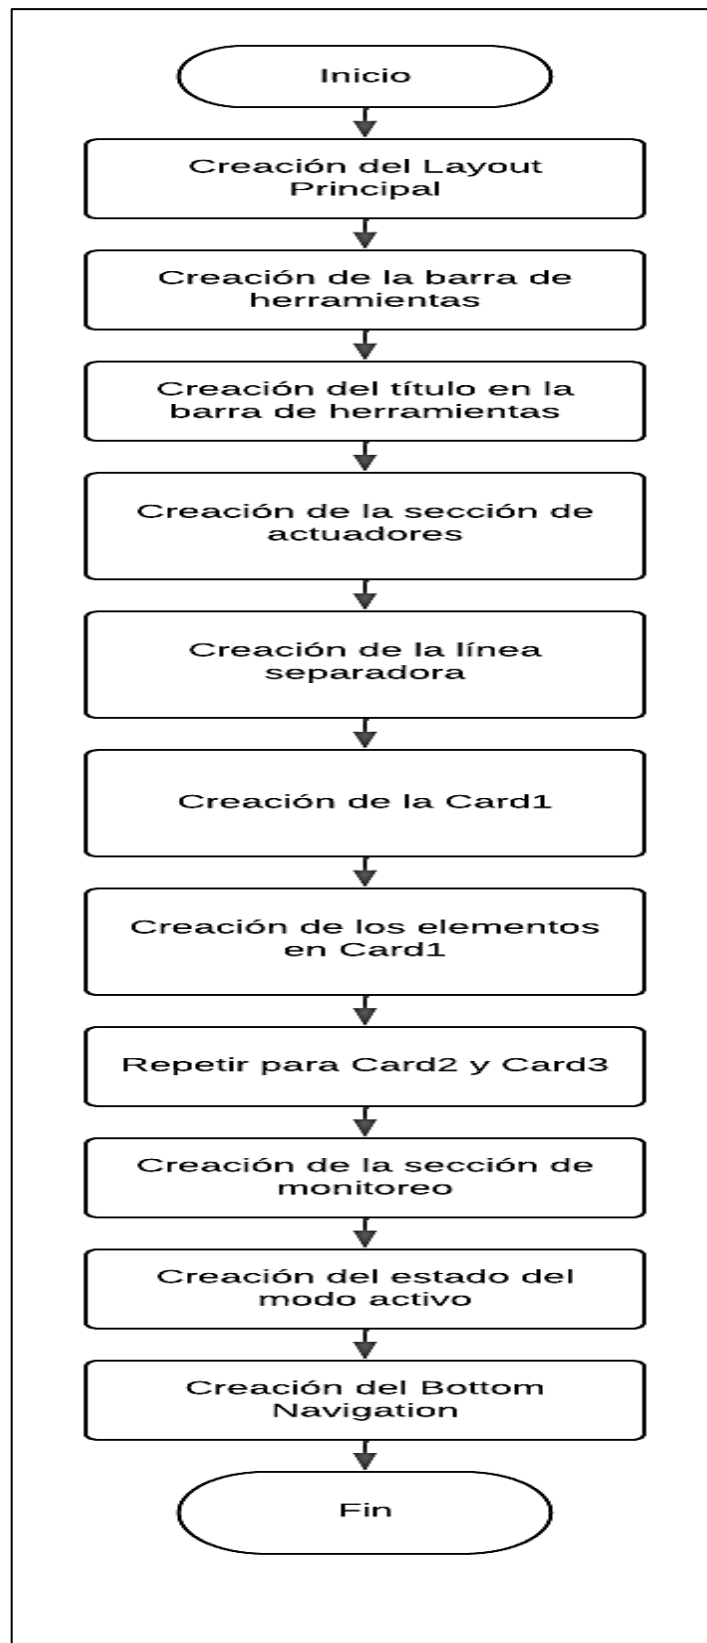 Inicio
Creación del Layout
Principal
Creación de la barra de
herramientas
Creación del título en la
barra de herramientas
Creación de la sección de
actuadores
Creación de la línea
separadora
Creación de la Card1
Creación de los elementos
en Card1
Repetir para Card2 y Card3
Creación de la sección de
monitoreo
Creación del estado del
modo activo
Creación del Bottom
Navigation
Fin